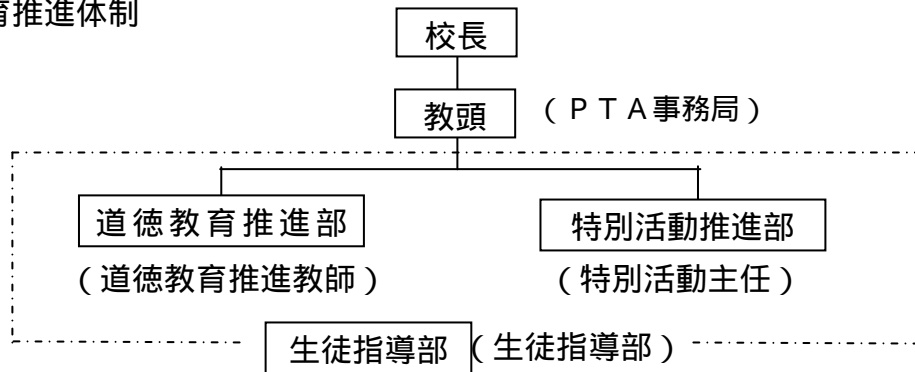 育推進体制
校長
教頭 （ＰＴＡ事務局）
道徳教育推進部 特別活動推進部
（道徳教育推進教師） （特別活動主任）
生徒指導部 （生徒指導部）